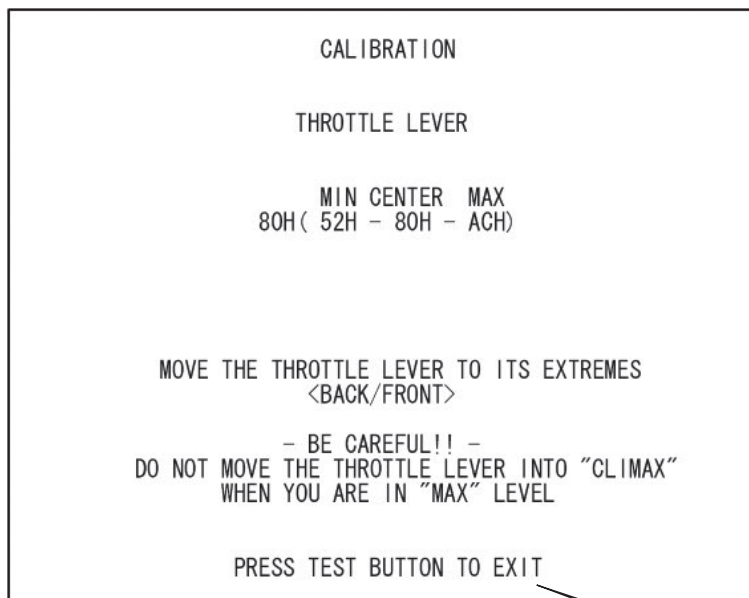 CALIBRATION
THROTTLE LEVER
MIN CENTER MAX
80H( 52H - 80H - ACH)
MOVE THE THROTTLE LEVER TO ITS EXTREMES
<BACK/FRONT>
- BE CAREFUL!! -
DO NOT MOVE THE THROTTLE LEVER INTO "CLIMAX"
WHEN YOU ARE IN "MAX" LEVEL
PRESS TEST BUTTON TO EXIT